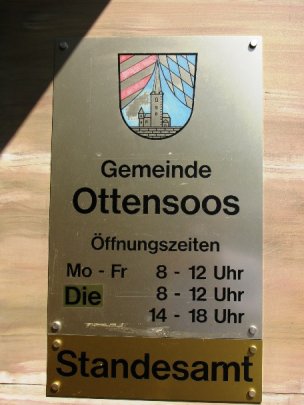 Gemeinde
Ottensoos
Öffnungszeiten
Mo - Fr 8 - 12 Uhr
Die 8 - 12 Uhr
14 - 18 Uhr
Standesamt